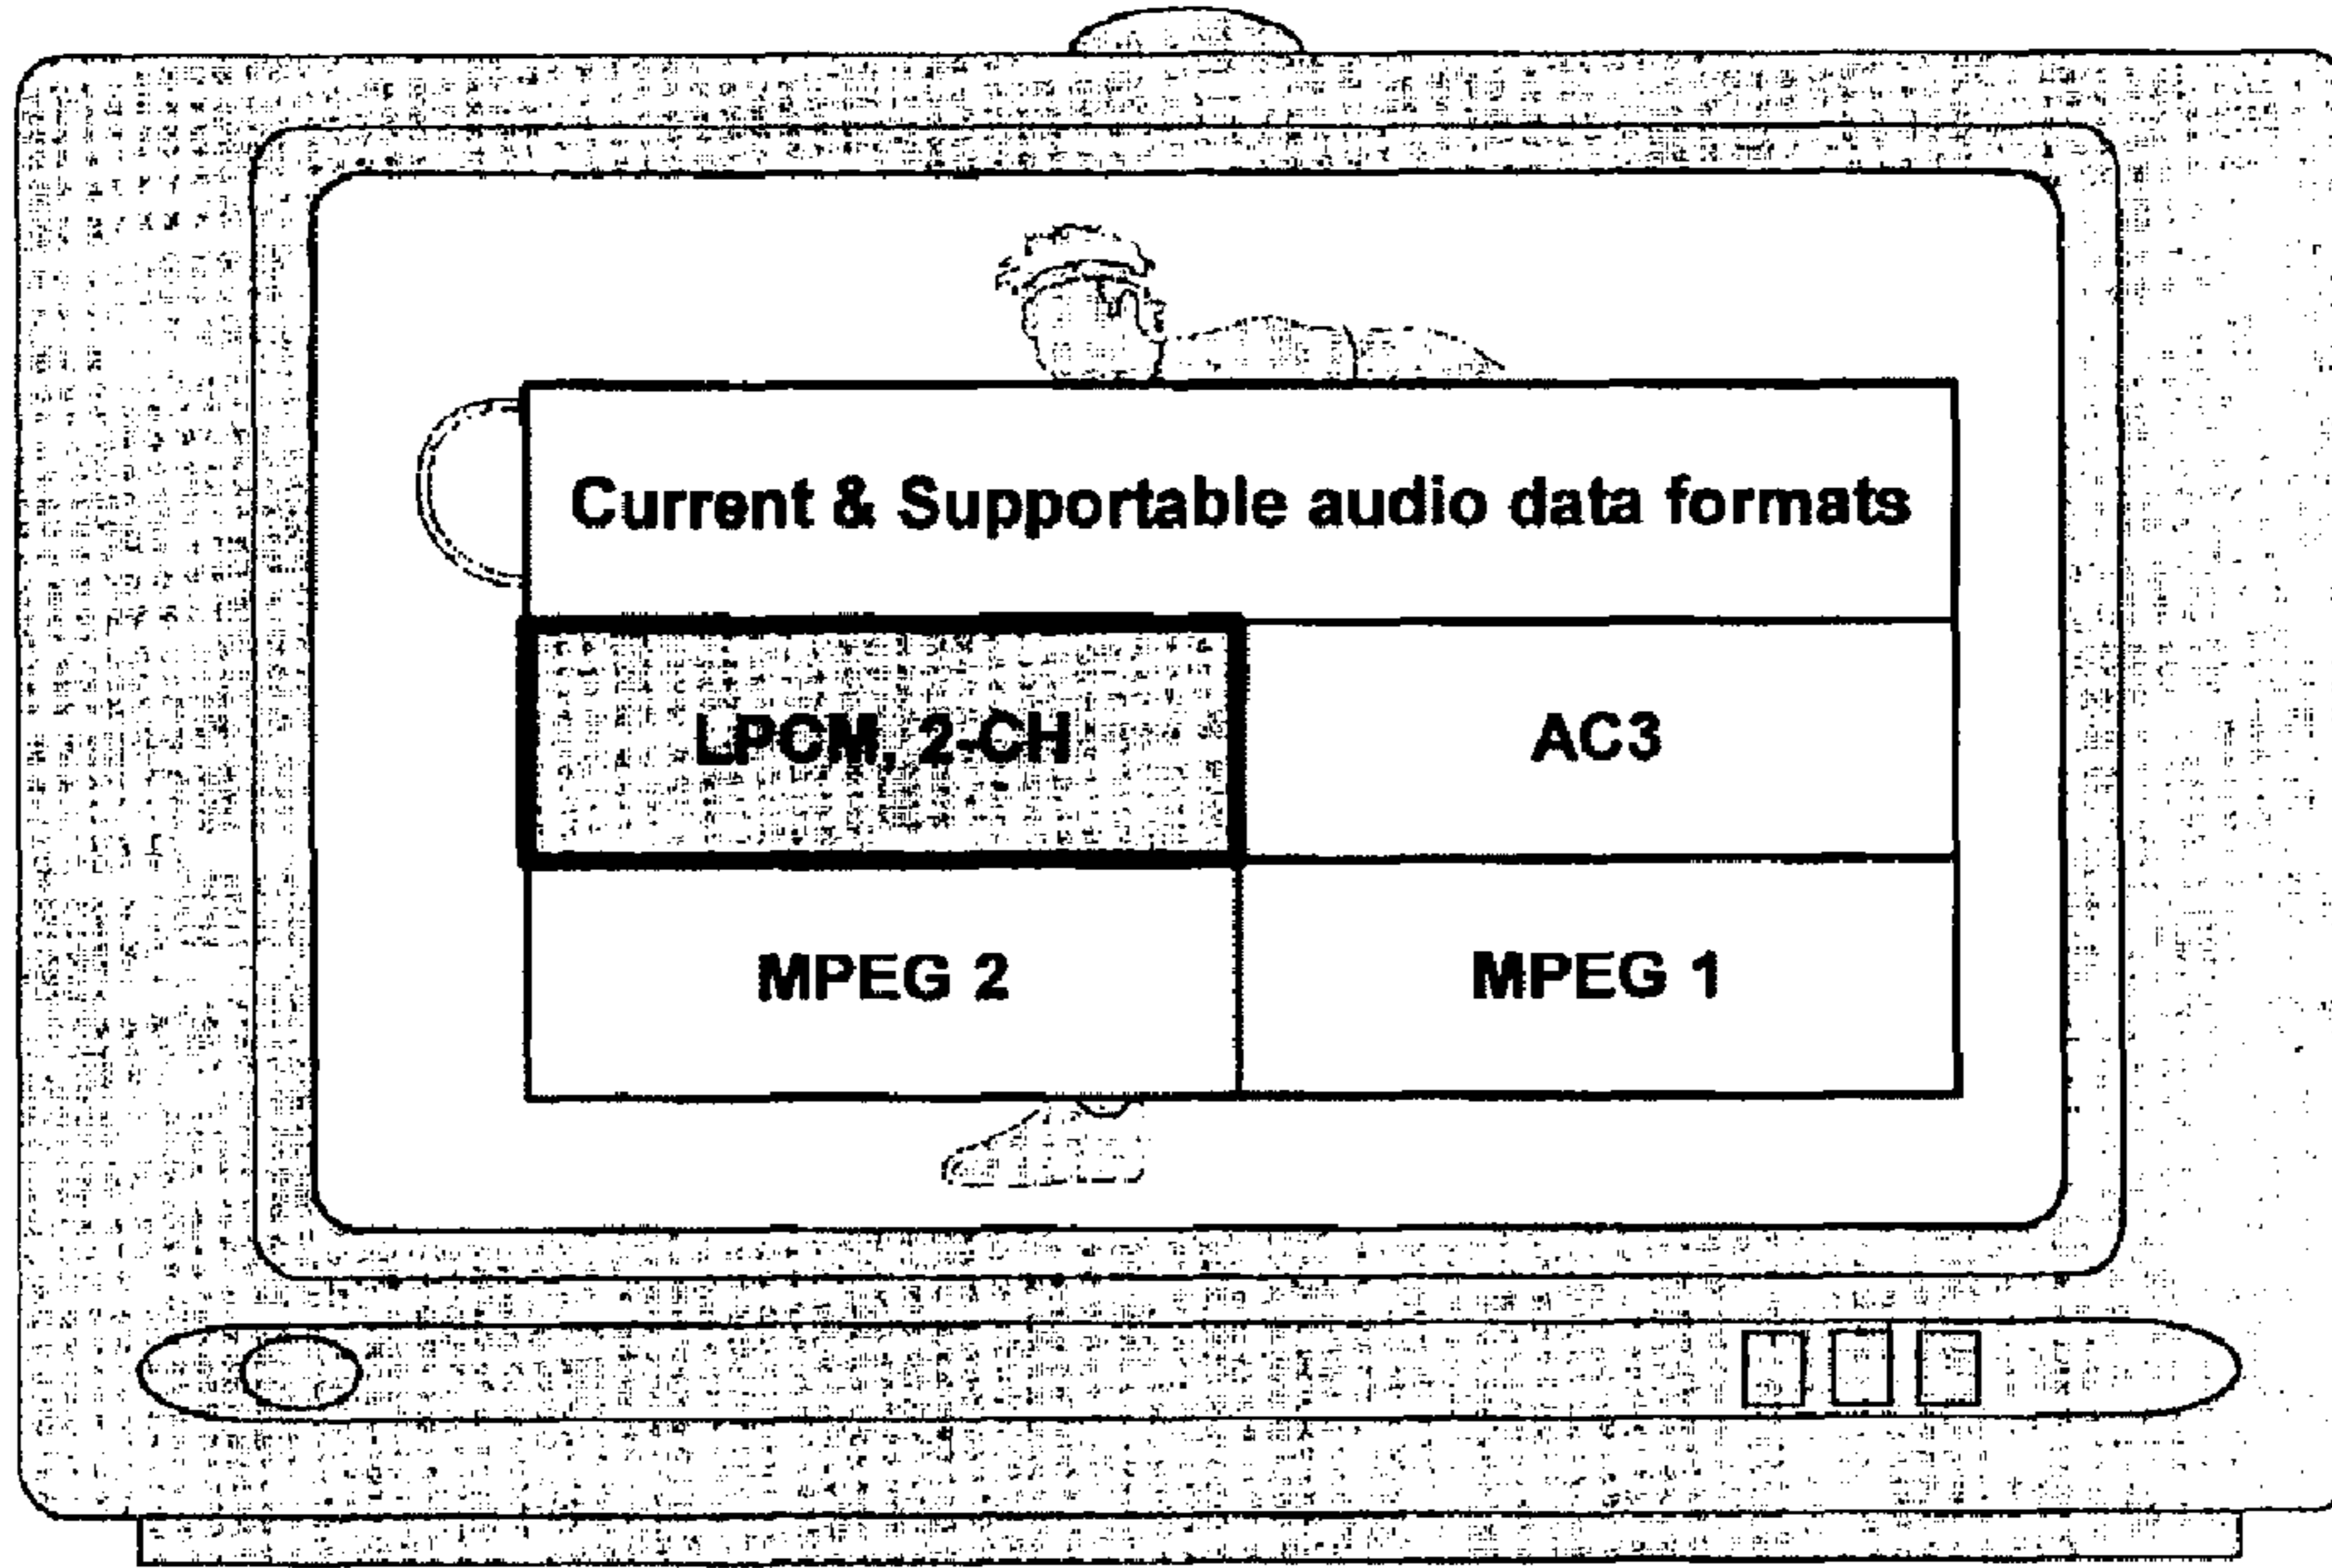 Current & Supportable audio data formats
LPCM, 2-CH
AC3
MPEG 2
MPEG 1